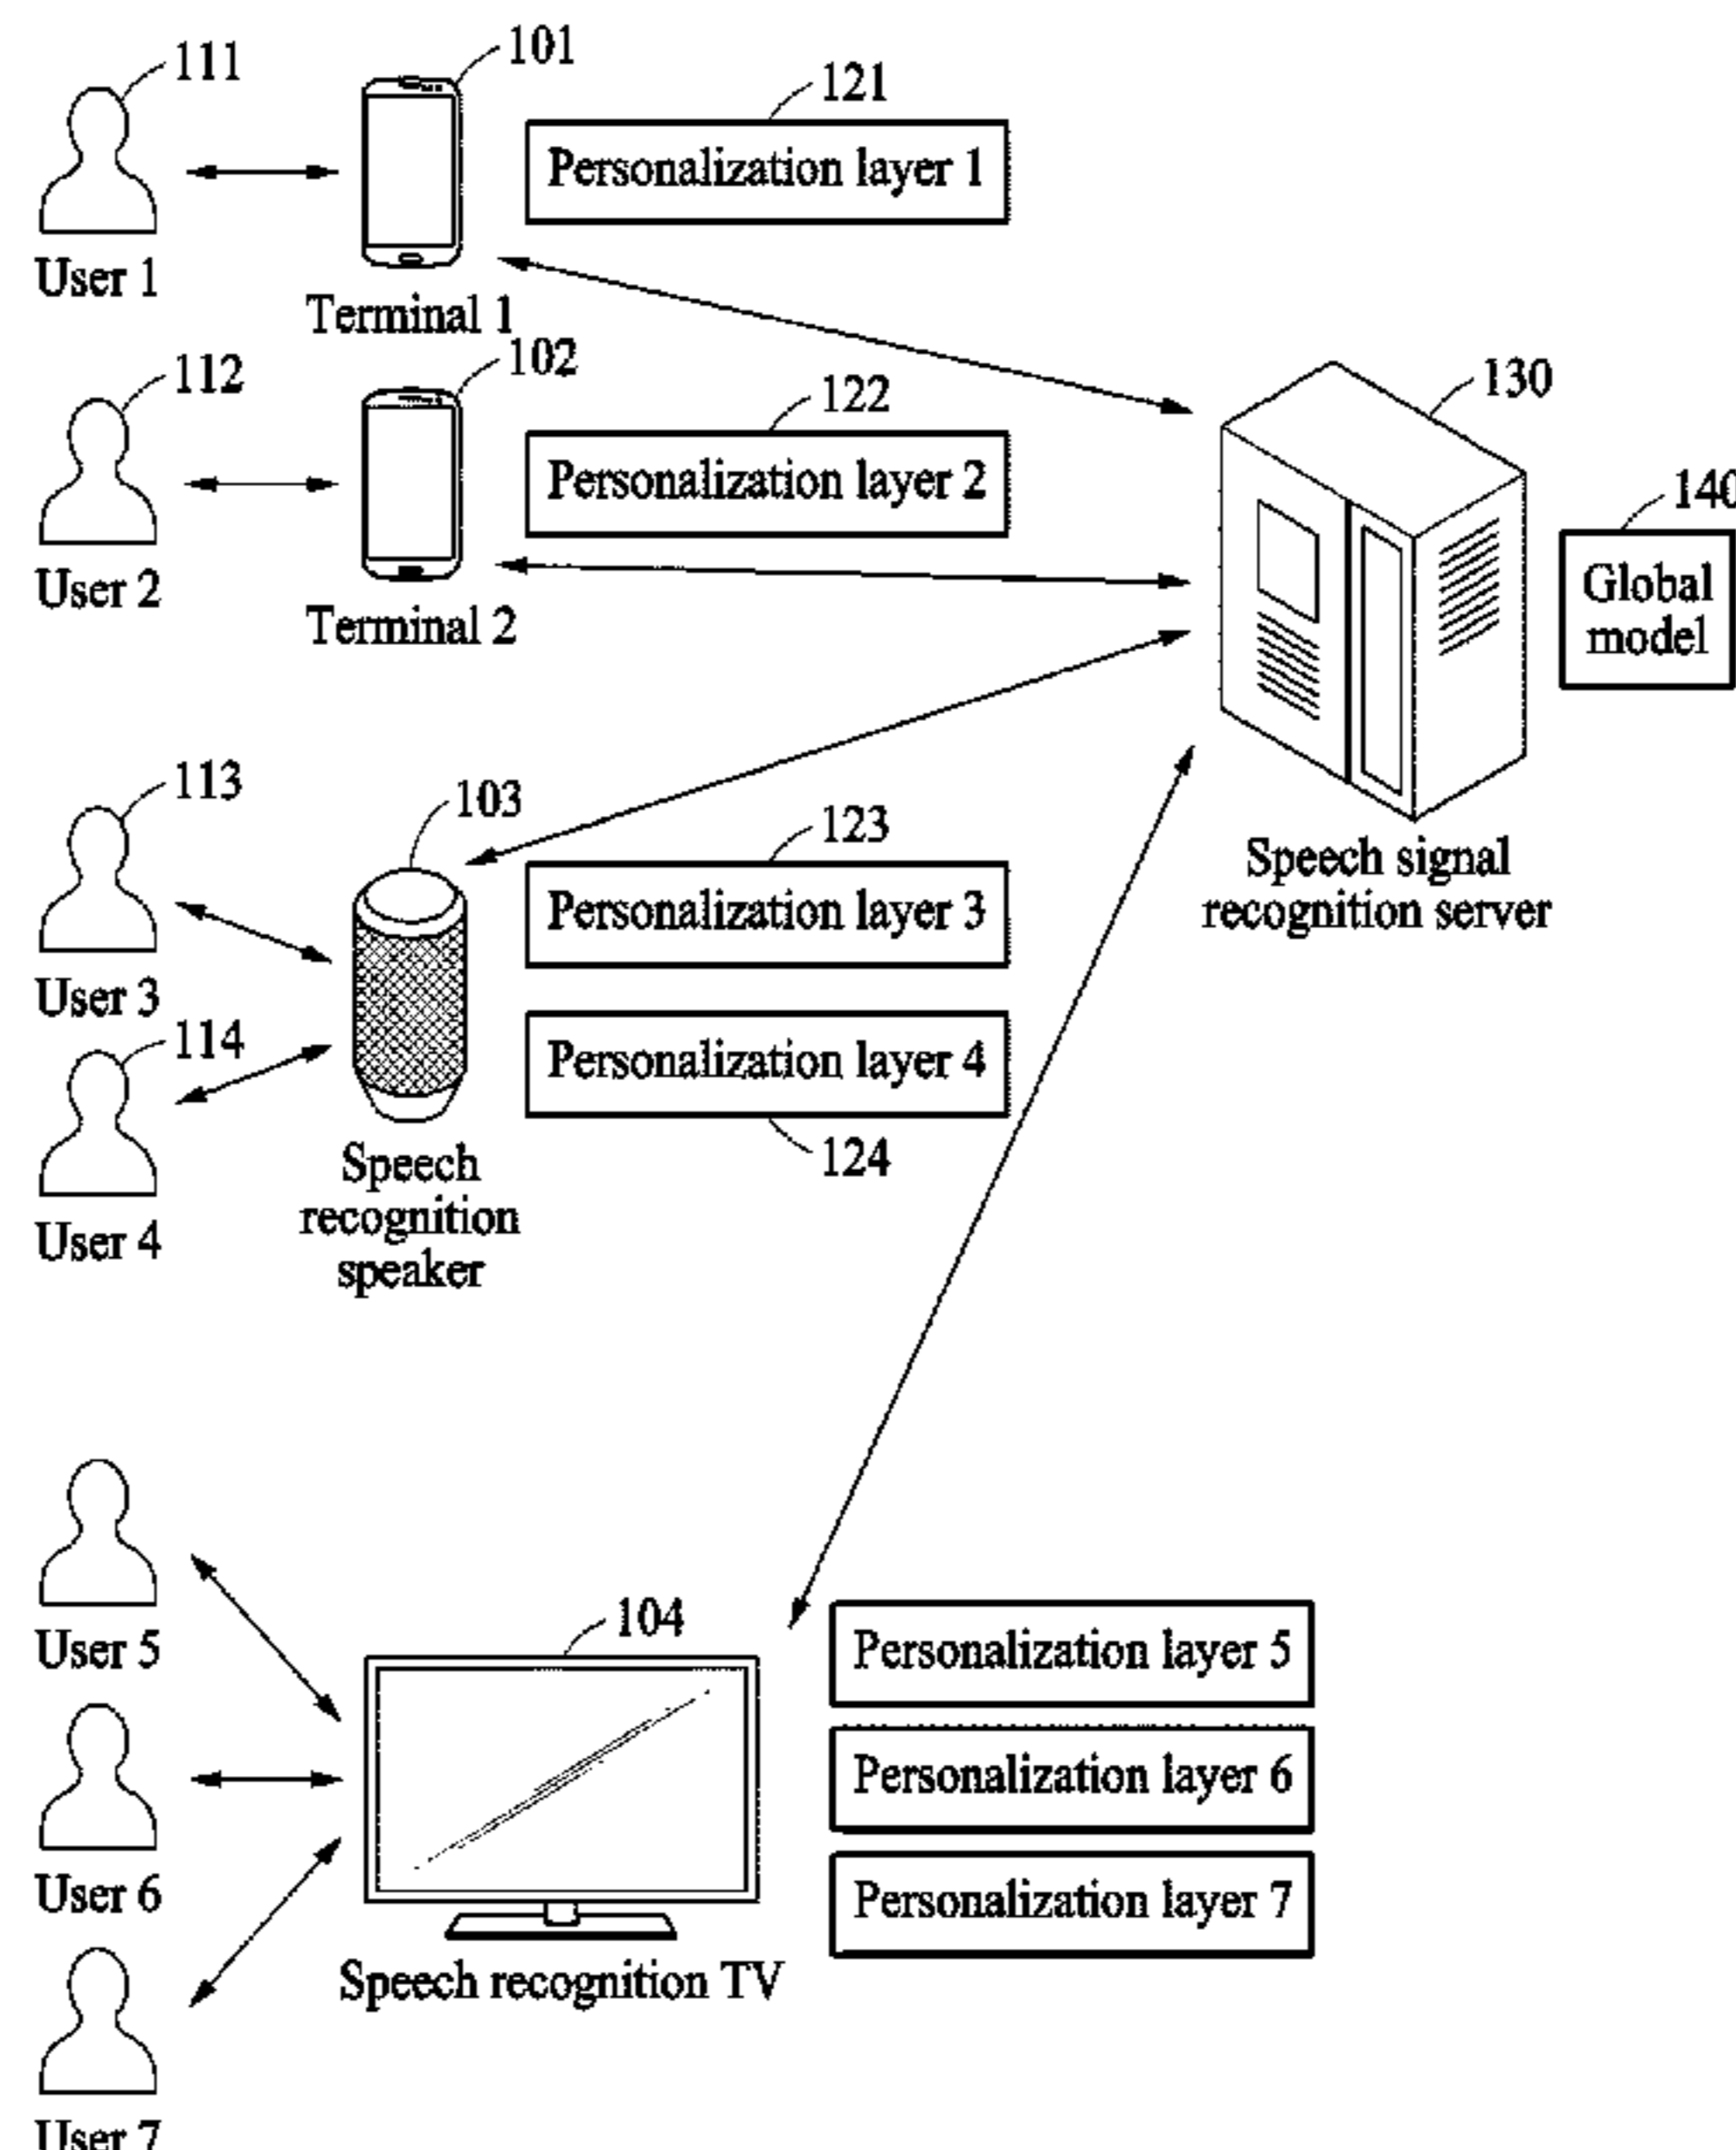 111
101
121
Personalization layer 1
User 1
Terminal 1
112
102
122
130
Personalization layer 2
140
Global
model
User 2
Terminal 2
113
103
123
Speech signal
recognition server
Personalization layer 3
User 3
114
Personalization layer 4
124
Speech
recognition
speaker
User 4
104
User 5
Personalization layer 5
Personalization layer 6
User 6
Personalization layer 7
Speech recognition TV
User 7